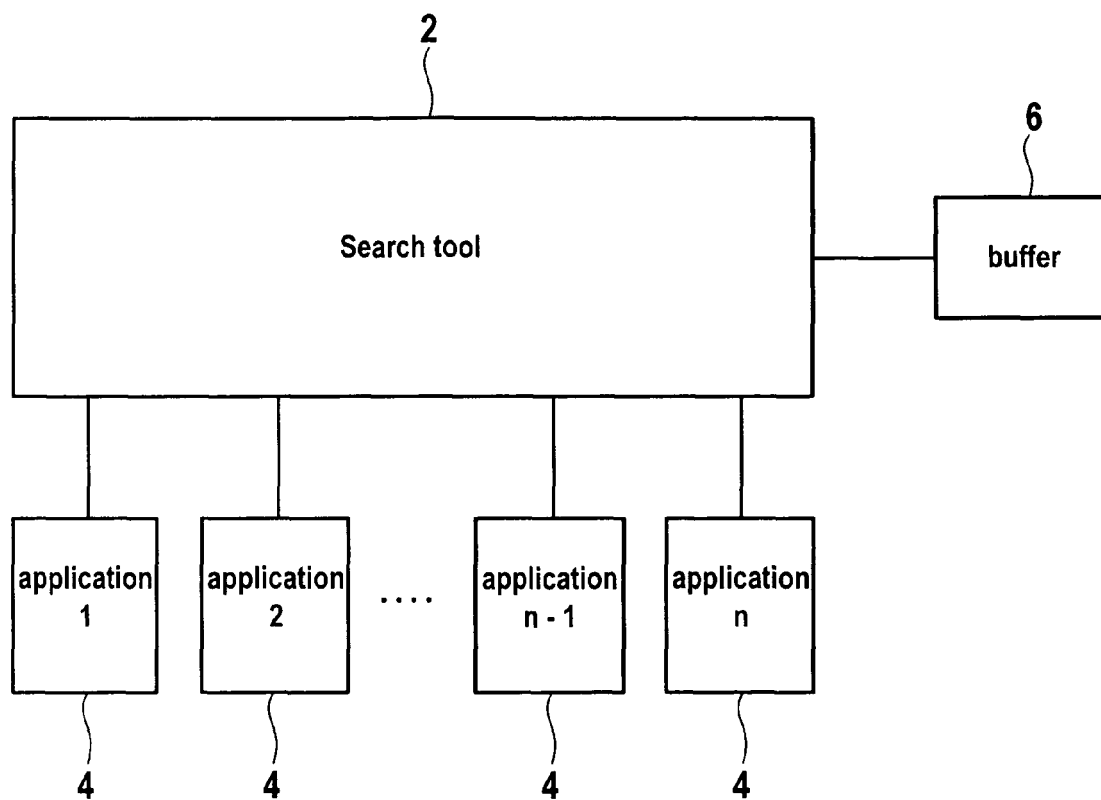 2
6
Search tool
buffer
application
1
application
2
....
application
n - 1
application
n
4
4
4
4